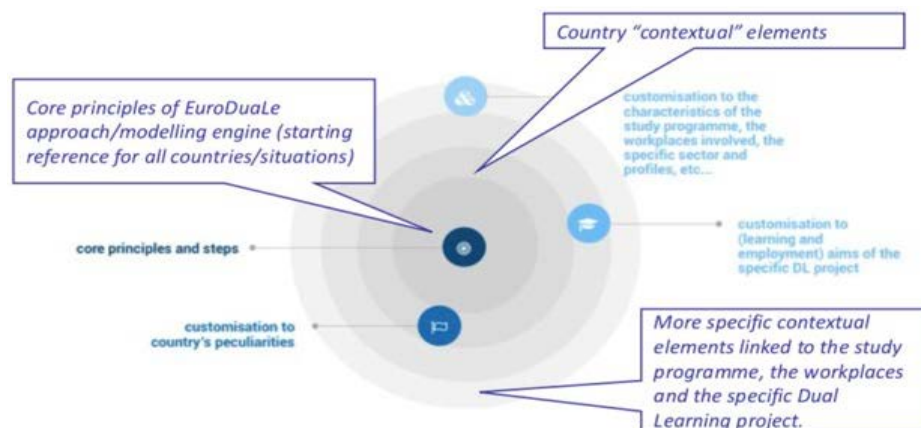 Country “contextual” elements
Core principles of EuroDuaLe
approach/modelling engine (starting
reference for all countries/situations)
customisation to the
characteristics of the
study programme, the
workplaces involved, the
specific sector and
profiles, etc...
customisation to
(learning and
employment) aims of the
specific DL project
core principles and steps
customisation to
country's peculiarities
More specific contextual
elements linked to the study
programme, the workplaces
and the specific Dual
Learning project.